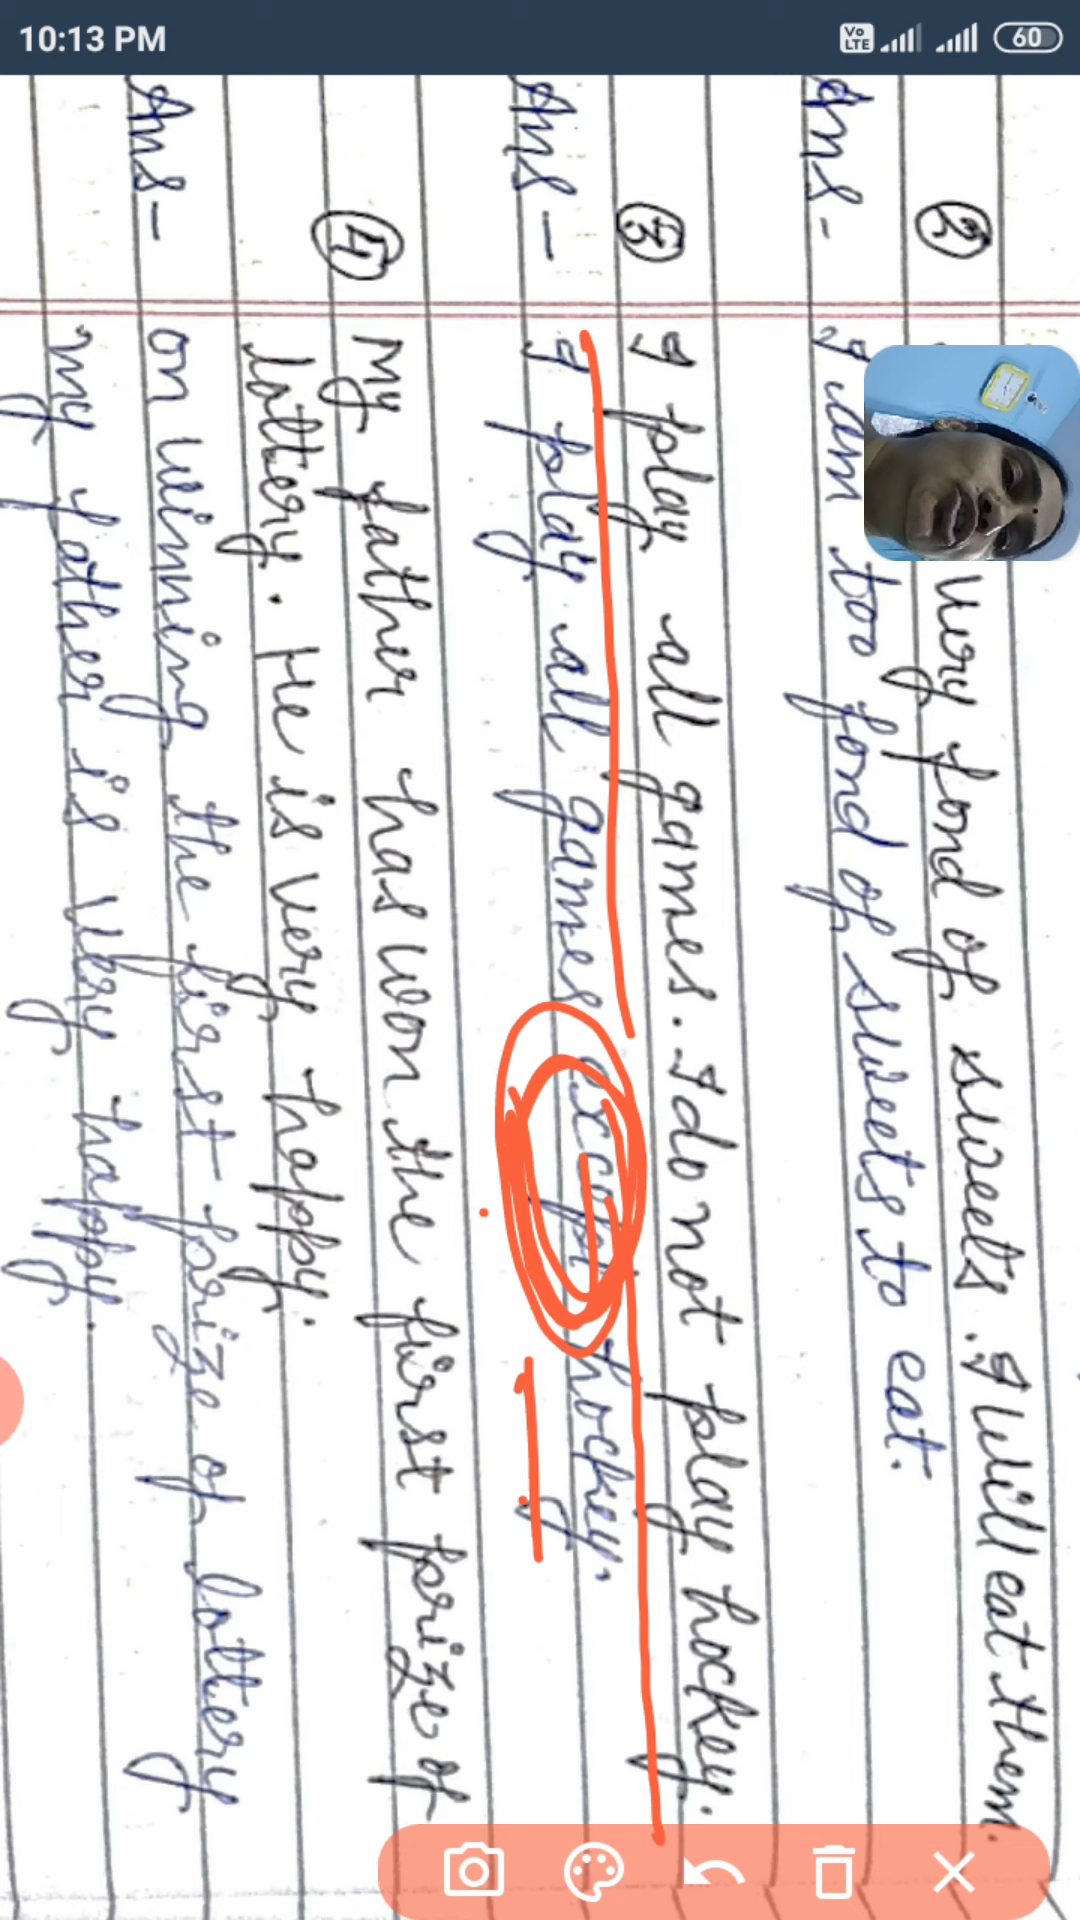 10:13 PM
Vo LTE
60
② very fond of sweets. I will eat them.
Ans- I am too fond of sweets to eat.
③ I play all games. I do not play hockey.
Ans- I play all games except hockey.
④ My father has won the first prize of
lottery. He is very happy.
Ans- on winning the first prize of lottery
my father is very happy.